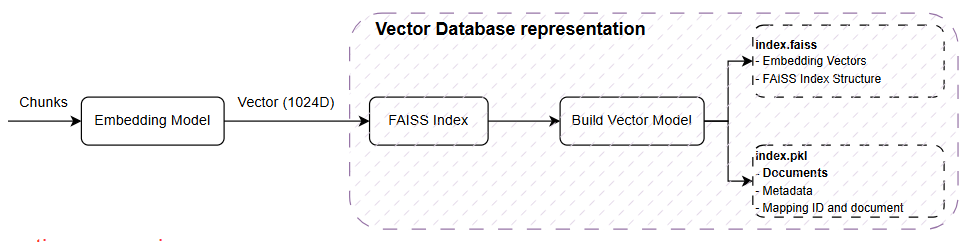 Vector Database representation
index.faiss
- Embedding Vectors
- FAISS Index Structure
Chunks
Embedding Model
Vector (1024D)
FAISS Index
Build Vector Model
index.pkl
- Documents
- Metadata
- Mapping ID and document